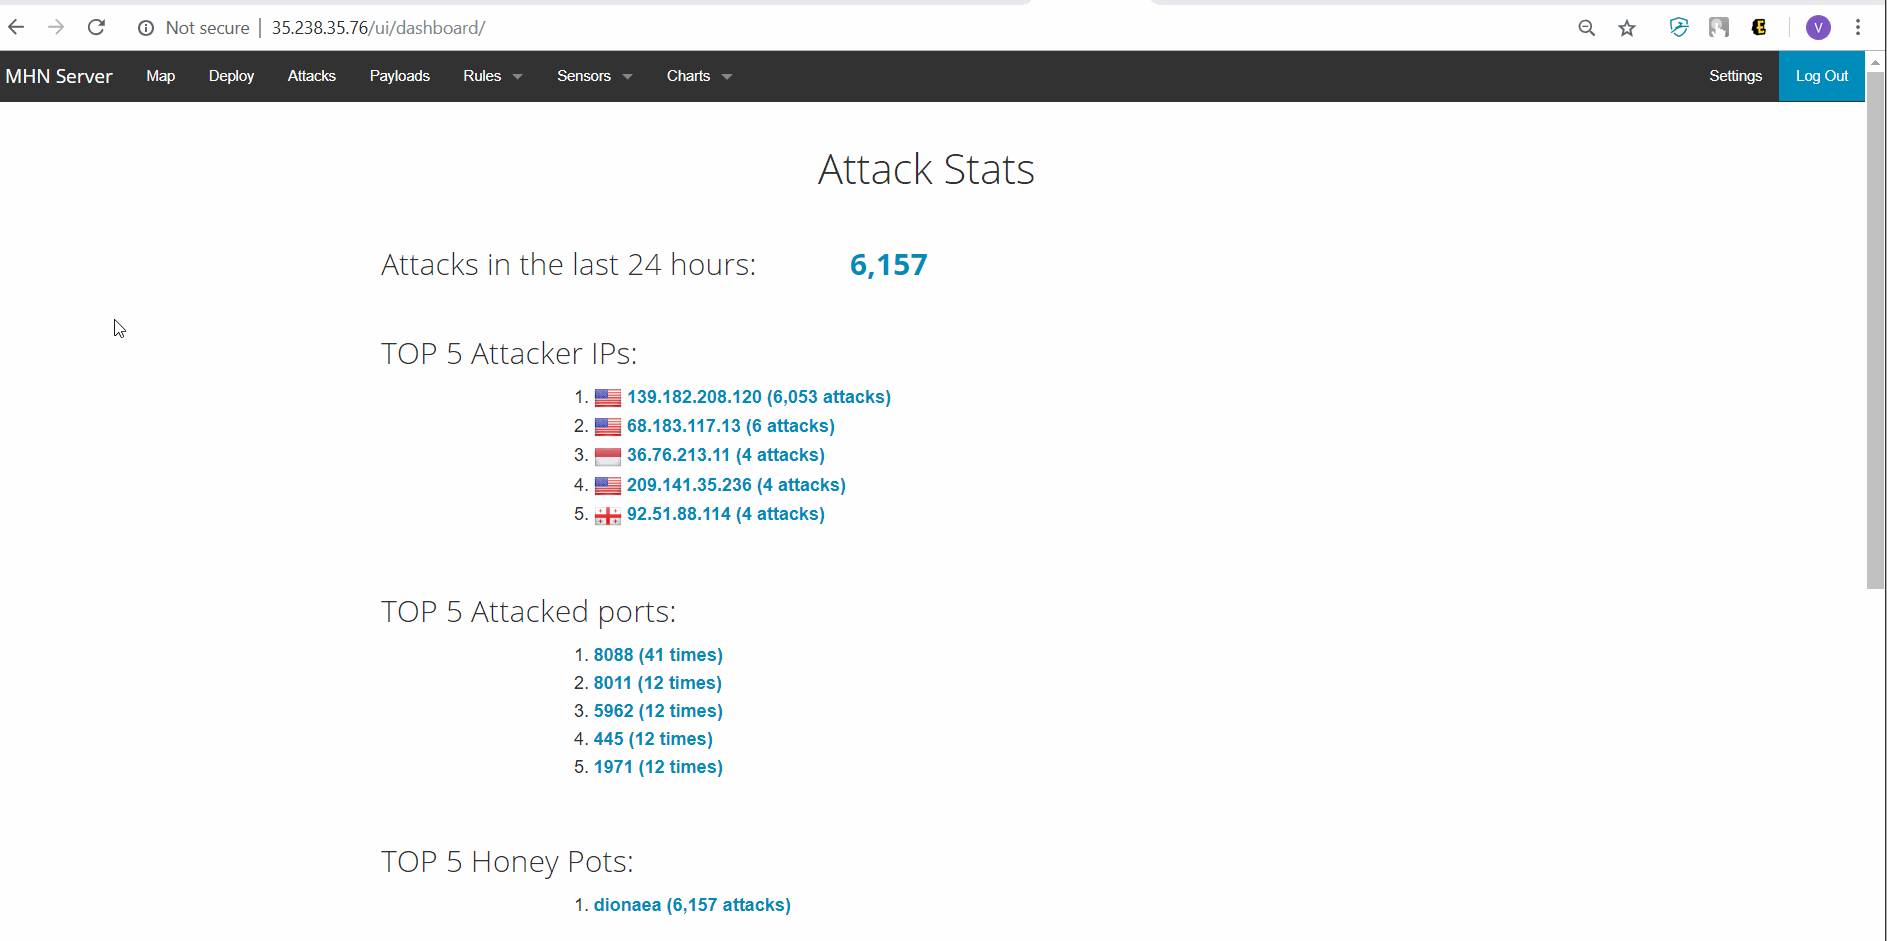 Not secure | 35.238.35.76/ui/dashboard/
V
MHN Server Map Deploy Attacks Payloads Rules Sensors Charts Settings Log Out
Attack Stats
Attacks in the last 24 hours: 6,157
TOP 5 Attacker IPs:
1. 139.182.208.120 (6,053 attacks)
2. 68.183.117.13 (6 attacks)
3. 36.76.213.11 (4 attacks)
4. 209.141.35.236 (4 attacks)
5. 92.51.88.114 (4 attacks)
TOP 5 Attacked ports:
1. 8088 (41 times)
2. 8011 (12 times)
3. 5962 (12 times)
4. 445 (12 times)
5. 1971 (12 times)
TOP 5 Honey Pots:
1. dionaea (6,157 attacks)